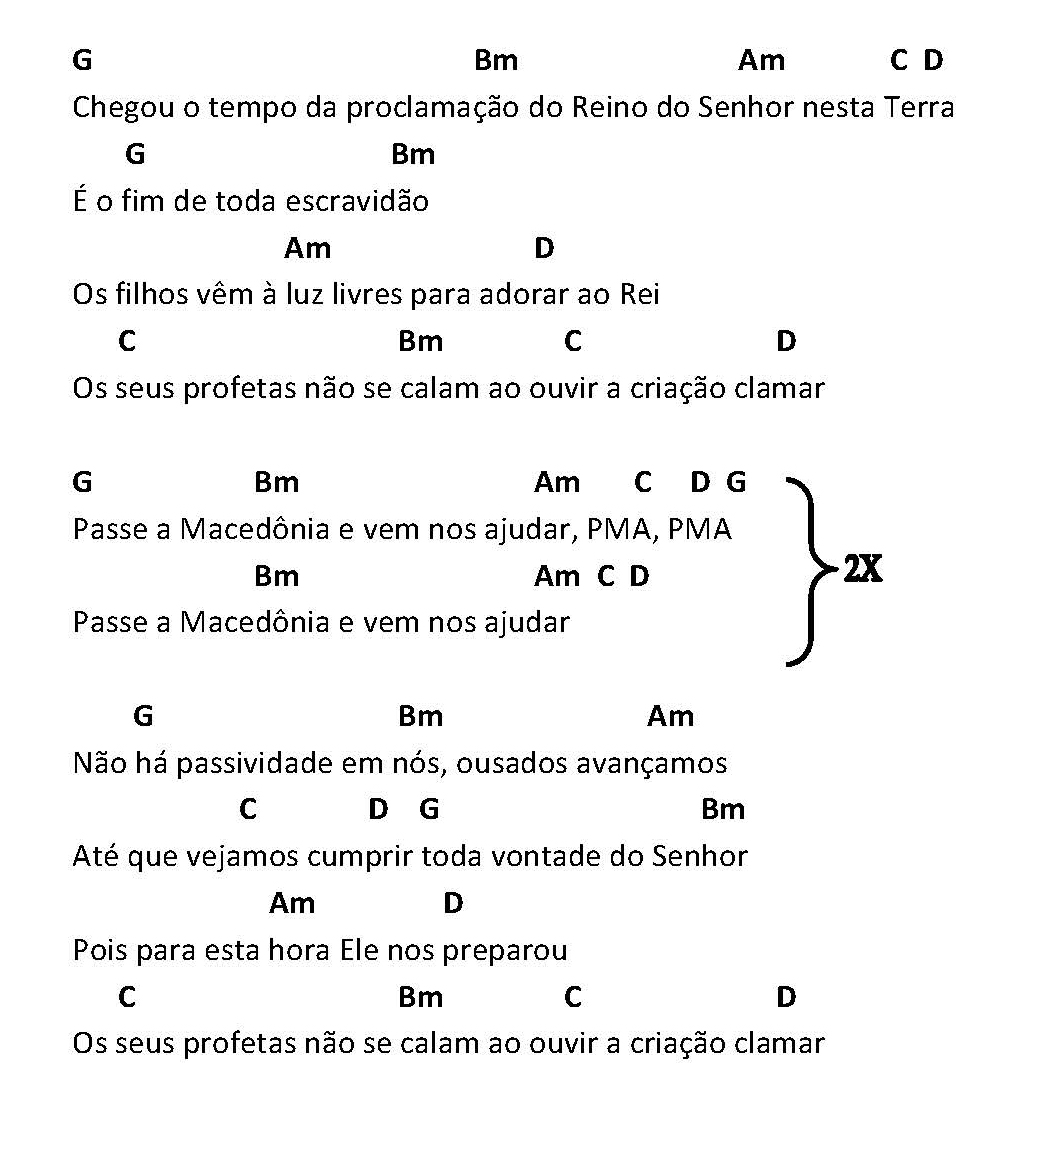 G Bm Am C D
Chegou o tempo da proclamação do Reino do Senhor nesta Terra
G Bm
É o fim de toda escravidão
Am D
Os filhos vêm à luz livres para adorar ao Rei
C Bm C D
Os seus profetas não se calam ao ouvir a criação clamar
G Bm Am C D G
Passe a Macedônia e vem nos ajudar, PMA, PMA
2X
Bm Am C D
Passe a Macedônia e vem nos ajudar
G Bm Am
Não há passividade em nós, ousados avançamos
C D G Bm
Até que vejamos cumprir toda vontade do Senhor
Am D
Pois para esta hora Ele nos preparou
C Bm C D
Os seus profetas não se calam ao ouvir a criação clamar